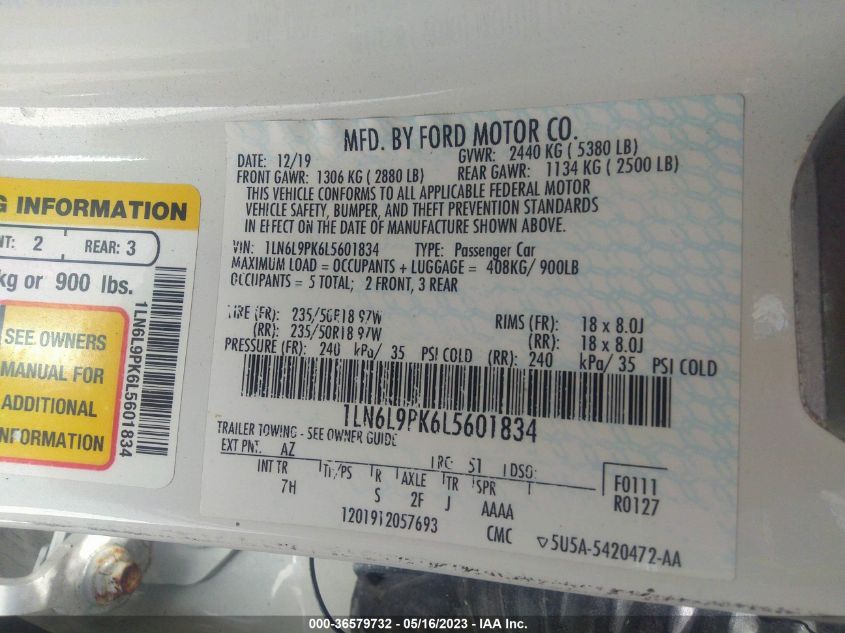 G INFORMATION
NT: 2 REAR: 3
kg or 900 lbs.
SEE OWNERS
MANUAL FOR
ADDITIONAL
INFORMATION
1LN6L9PK6L5601834
MFD. BY FORD MOTOR CO.
DATE: 12/19 GVWR: 2440 KG ( 5380 LB)
FRONT GAWR: 1306 KG ( 2880 LB) REAR GAWR: 1134 KG ( 2500 LB)
THIS VEHICLE CONFORMS TO ALL APPLICABLE FEDERAL MOTOR
VEHICLE SAFETY, BUMPER, AND THEFT PREVENTION STANDARDS
IN EFFECT ON THE DATE OF MANUFACTURE SHOWN ABOVE.
VIN: 1LN6L9PK6L5601834 TYPE: Passenger Car
MAXIMUM LOAD = OCCUPANTS + LUGGAGE = 408KG/ 900LB
OCCUPANTS = 5 TOTAL; 2 FRONT, 3 REAR
TIRE (FR): 235/50R18 97W RIMS (FR): 18 x 8.0J
(RR): 235/50R18 97W (RR): 18 x 8.0J
PRESSURE (FR): 240 kPa/ 35 PSI COLD (RR): 240 kPa/ 35 PSI COLD
1LN6L9PK6L5601834
TRAILER TOWING - SEE OWNER GUIDE
EXT PNT: AZ RC: 51 DSO:
INT TR TP/PS R AXLE TR SPR F0111
7H S 2F J AAAA R0127
1201912057693 CMC 5U5A-5420472-AA
000-36579732 - 05/16/2023 - IAA Inc.